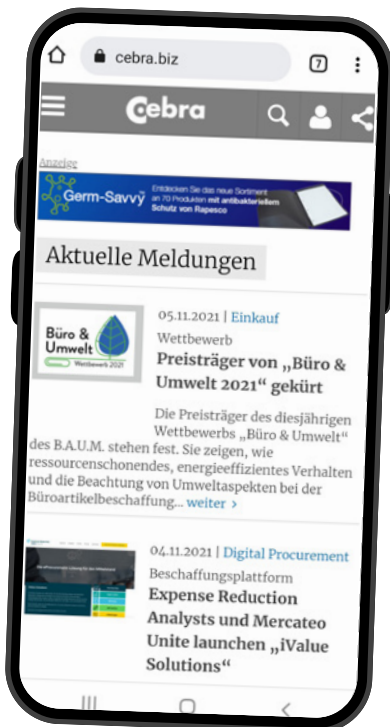 cebra.biz
7
Cebra
Anzeige
Germ-Savvy
Entdecken Sie das neue Sortiment
an 70 Produkten mit antibakteriellem
Schutz von Rapesco
Aktuelle Meldungen
Büro &
Umwelt
Wettbewerb 2021
05.11.2021 | Einkauf
Wettbewerb
Preisträger von „Büro &
Umwelt 2021“ gekürt
Die Preisträger des diesjährigen
Wettbewerbs „Büro & Umwelt“
des B.A.U.M. stehen fest. Sie zeigen, wie
ressourcenschonendes, energieeffizientes Verhalten
und die Beachtung von Umweltaspekten bei der
Büroartikelbeschaffung... weiter >
04.11.2021 | Digital Procurement
Beschaffungsplattform
Expense Reduction
Analysts und Mercateo
Unite launchen „iValue
Solutions“